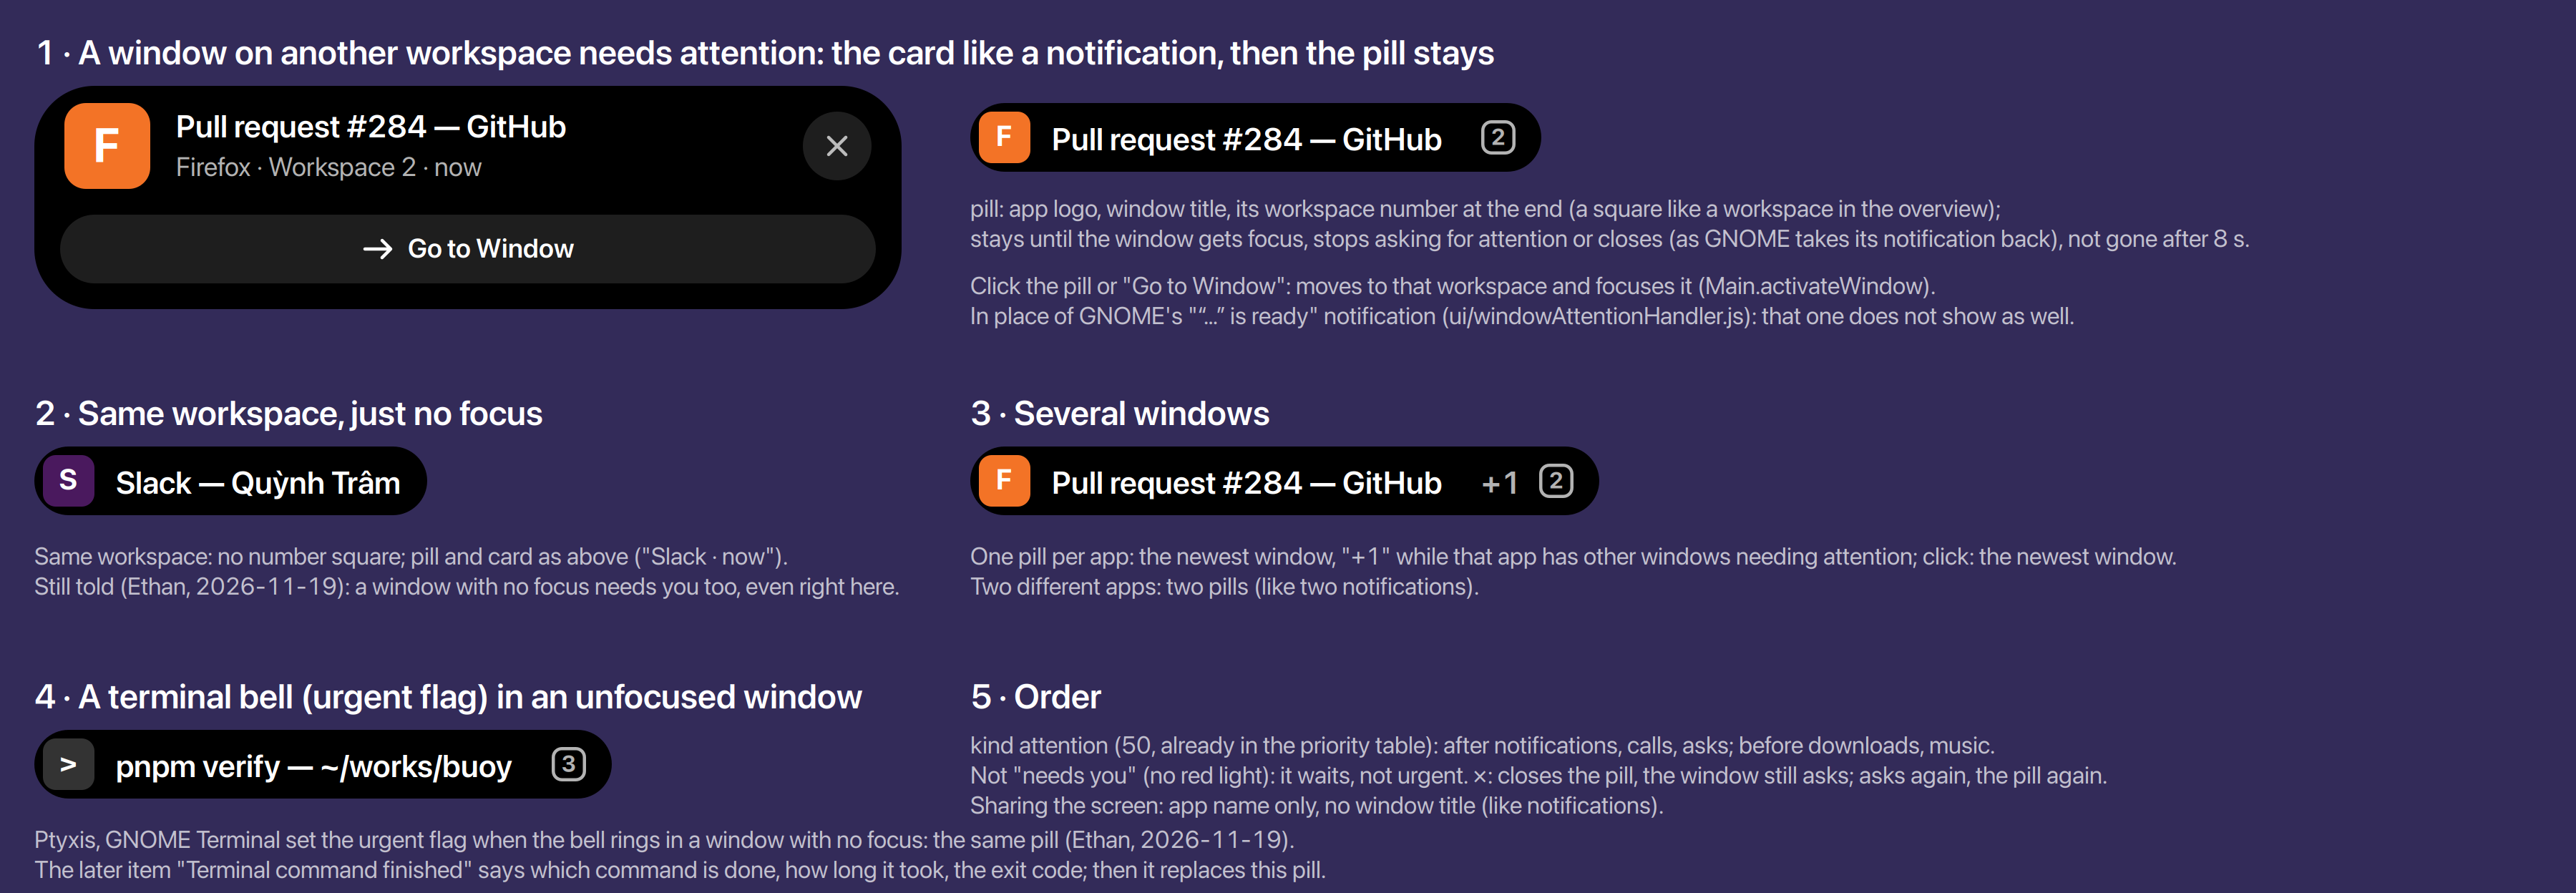 1 · A window on another workspace needs attention: the card like a notification, then the pill stays
F
Pull request #284 — GitHub
Firefox · Workspace 2 · now
×
→ Go to Window
F Pull request #284 — GitHub 2
pill: app logo, window title, its workspace number at the end (a square like a workspace in the overview);
stays until the window gets focus, stops asking for attention or closes (as GNOME takes its notification back), not gone after 8 s.
Click the pill or "Go to Window": moves to that workspace and focuses it (Main.activateWindow).
In place of GNOME's "“…” is ready" notification (ui/windowAttentionHandler.js): that one does not show as well.
2 · Same workspace, just no focus
S Slack — Quỳnh Trâm
Same workspace: no number square; pill and card as above ("Slack · now").
Still told (Ethan, 2026-11-19): a window with no focus needs you too, even right here.
3 · Several windows
F Pull request #284 — GitHub +1 2
One pill per app: the newest window, "+1" while that app has other windows needing attention; click: the newest window.
Two different apps: two pills (like two notifications).
4 · A terminal bell (urgent flag) in an unfocused window
> pnpm verify — ~/works/buoy 3
Ptyxis, GNOME Terminal set the urgent flag when the bell rings in a window with no focus: the same pill (Ethan, 2026-11-19).
The later item "Terminal command finished" says which command is done, how long it took, the exit code; then it replaces this pill.
5 · Order
kind attention (50, already in the priority table): after notifications, calls, asks; before downloads, music.
Not "needs you" (no red light): it waits, not urgent. ×: closes the pill, the window still asks; asks again, the pill again.
Sharing the screen: app name only, no window title (like notifications).